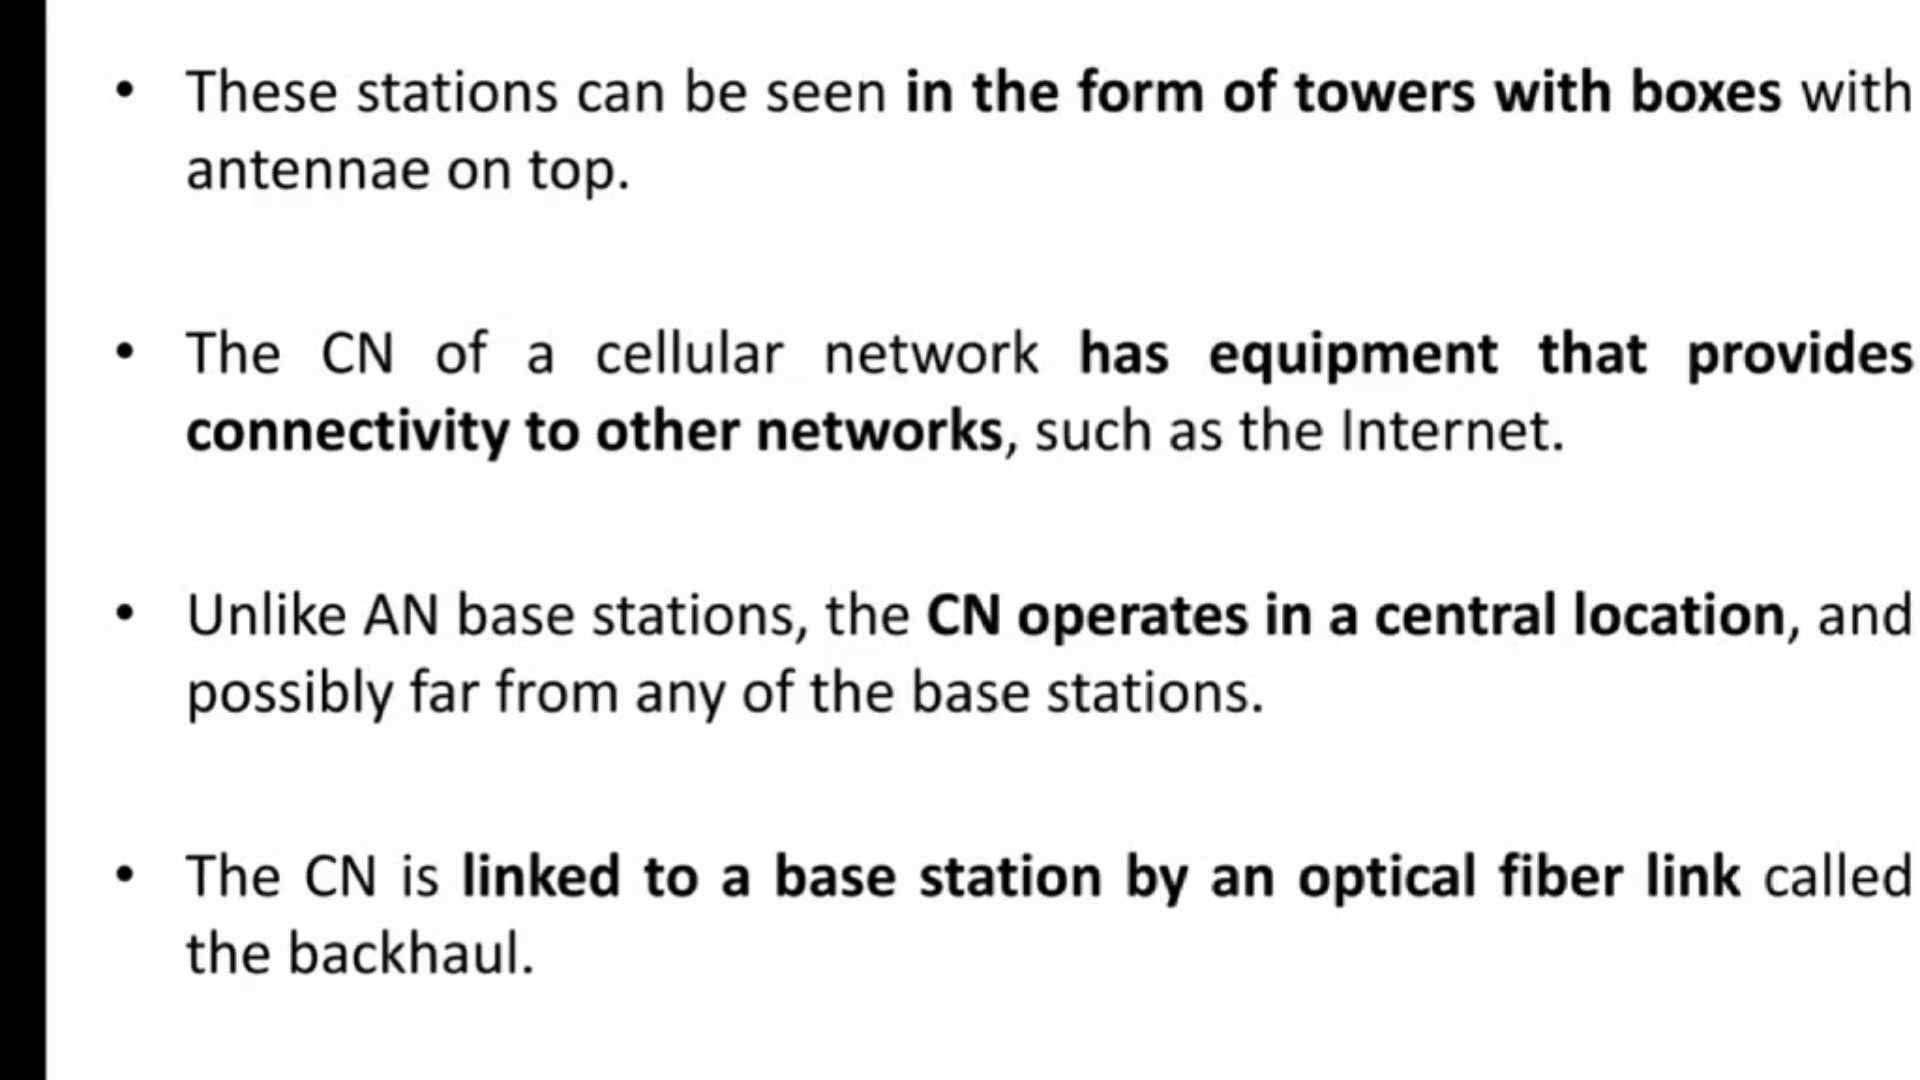 • These stations can be seen in the form of towers with boxes with
antennae on top.
• The CN of a cellular network has equipment that provides
connectivity to other networks, such as the Internet.
• Unlike AN base stations, the CN operates in a central location, and
possibly far from any of the base stations.
• The CN is linked to a base station by an optical fiber link called
the backhaul.